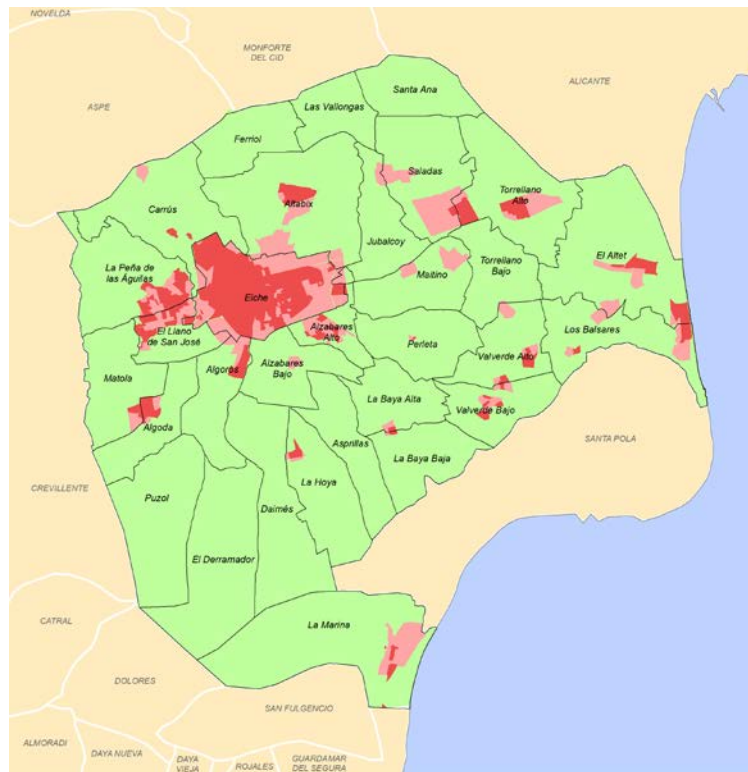 NOVELDA
MONFORTE
DEL CID
ALICANTE
ASPE
Santa Ana
Las Vallongas
Ferriol
Saladas
Torrellano
Alto
Altabix
Carrús
Jubalcoy
El Altet
La Peña de
las Águilas
Maitino
Torrellano
Bajo
Elche
El Llano
de San José
Alzabares
Alto
Los Balsares
Perleta
Valverde Alto
Matola
Algorós
Alzabares
Bajo
La Baya Alta
Valverde Bajo
Algoda
Asprillas
SANTA POLA
La Baya Baja
CREVILLENTE
La Hoya
Puzol
Daimés
El Derramador
CATRAL
La Marina
DOLORES
SAN FULGENCIO
ALMORADI
DAYA NUEVA
DAYA
VIEJA
ROJALES
GUARDAMAR
DEL SEGURA